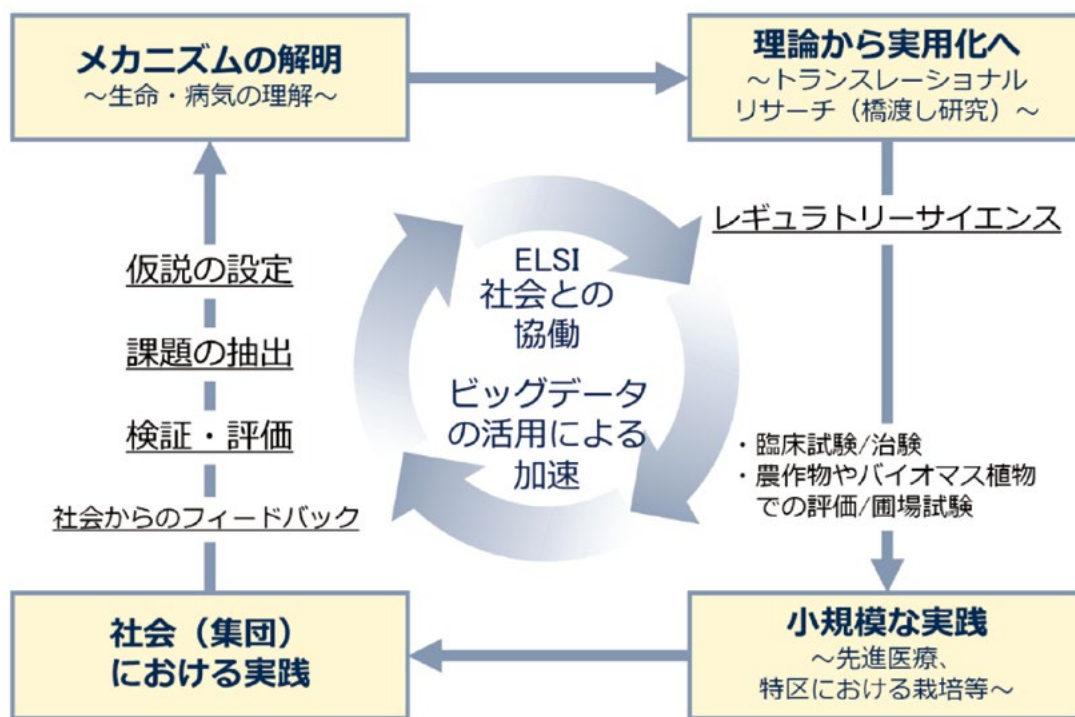 メカニズムの解明
～生命・病気の理解～
理論から実用化へ
～トランスレーショナル
リサーチ（橋渡し研究）～
レギュラトリーサイエンス
仮説の設定
課題の抽出
検証・評価
社会からのフィードバック
ELSI
社会との
協働
ビッグデータ
の活用による
加速
・臨床試験/治験
・農作物やバイオマス植物
での評価/圃場試験
社会（集団）
における実践
小規模な実践
～先進医療、
特区における栽培等～